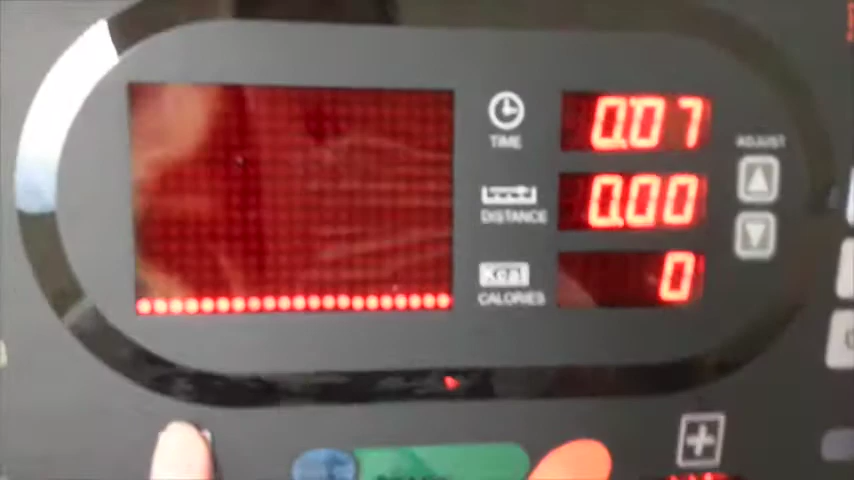 0.07
TIME
ADJUST
0.00
DISTANCE
Kcal
0
CALORIES